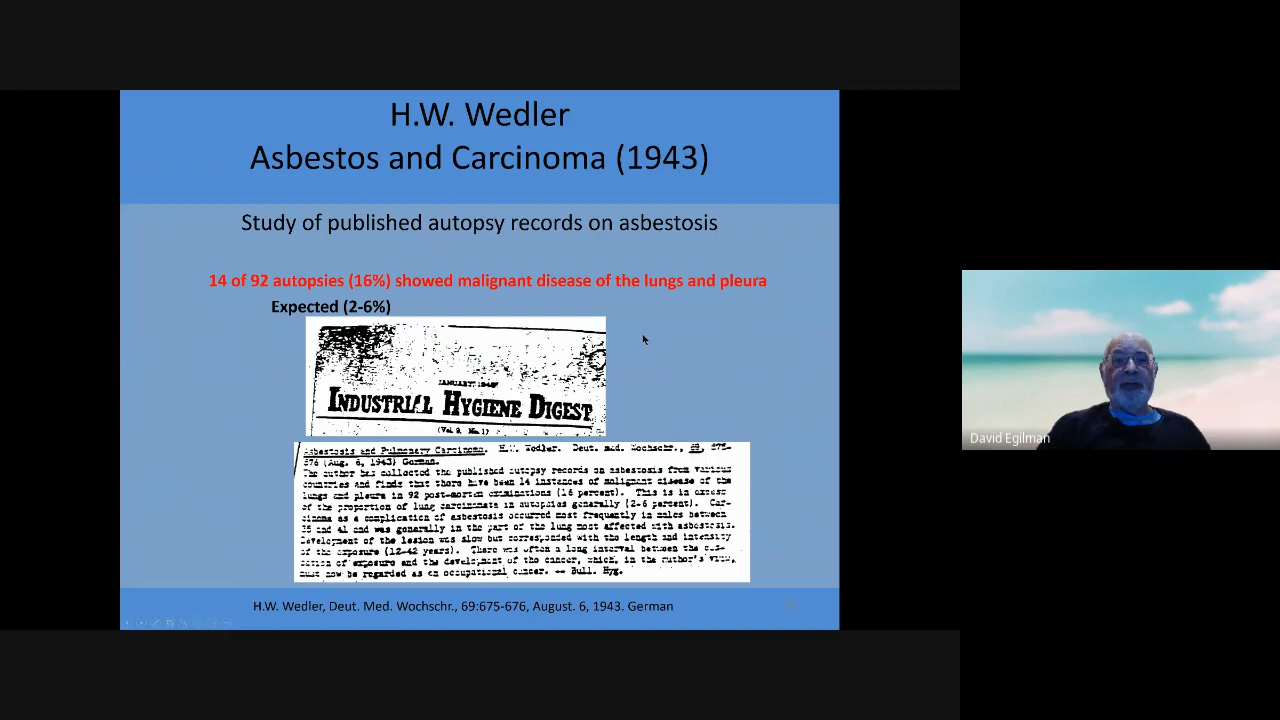 H.W. Wedler
Asbestos and Carcinoma (1943)
Study of published autopsy records on asbestosis
14 of 92 autopsies (16%) showed malignant disease of the lungs and pleura
Expected (2-6%)
INDUSTRIAL HYGIENE DIGEST
(Vol 9, No. 1)
Asbestosis and Pulmonary Carcinoma. H.W. Wedler. Deut. med. Wochschr., 69, 675-
676 (Aug. 6, 1943) German.
The author has collected the published autopsy records on asbestosis from various
countries and finds that there have been 14 instances of malignant disease of the
lungs and pleura in 92 post-mortem examinations (16 percent). This is in excess
of the proportion of lung carcinomata in autopsies generally (2-6 percent). Car-
cinoma as a complication of asbestosis occurred most frequently in males between
35 and 41 and was generally in the part of the lung most affected with asbestosis.
Development of the lesion was slow but corresponded with the length and intensity
of the exposure (12-42 years). There was often a long interval between the ces-
sation of exposure and the development of the cancer, which, in the author's view,
must now be regarded as an occupational cancer. -- Bull. Hyg.
H.W. Wedler, Deut. Med. Wochschr., 69:675-676, August. 6, 1943. German
David Egilman